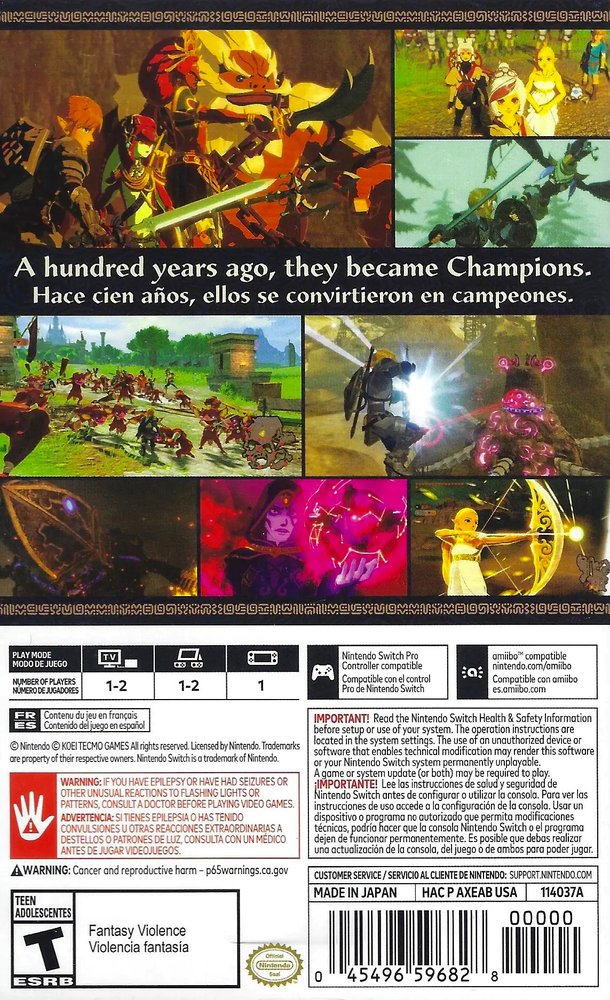 A hundred years ago, they became Champions.
Hace cien años, ellos se convirtieron en campeones.
PLAY MODE
MODO DE JUEGO
TV
NUMBER OF PLAYERS
NÚMERO DE JUGADORES
1-2
1-2
1
Nintendo Switch Pro
Controller compatible
Compatible con el control
Pro de Nintendo Switch
amiibo™ compatible
nintendo.com/amiibo
Compatible con amiibo
es.amiibo.com
FR Contenu du jeu en français
ES Contenido del juego en español
© Nintendo © KOEI TECMO GAMES All rights reserved. Licensed by Nintendo. Trademarks
are property of their respective owners. Nintendo Switch is a trademark of Nintendo.
WARNING: IF YOU HAVE EPILEPSY OR HAVE HAD SEIZURES OR
OTHER UNUSUAL REACTIONS TO FLASHING LIGHTS OR
PATTERNS, CONSULT A DOCTOR BEFORE PLAYING VIDEO GAMES.
ADVERTENCIA: SI TIENES EPILEPSIA O HAS TENIDO
CONVULSIONES U OTRAS REACCIONES EXTRAORDINARIAS A
DESTELLOS O PATRONES DE LUZ, CONSULTA CON UN MÉDICO
ANTES DE JUGAR VIDEOJUEGOS.
WARNING: Cancer and reproductive harm – p65warnings.ca.gov
IMPORTANT! Read the Nintendo Switch Health & Safety Information
before setup or use of your system. The operation instructions are
located in the system settings. The use of an unauthorized device or
software that enables technical modification may render this software
or your Nintendo Switch system permanently unplayable.
A game or system update (or both) may be required to play.
¡IMPORTANTE! Lee las instrucciones de salud y seguridad de
Nintendo Switch antes de configurar o utilizar la consola. Para ver las
instrucciones de uso accede a la configuración de la consola. Usar un
dispositivo o programa no autorizado que permita modificaciones
técnicas, podría hacer que la consola Nintendo Switch o el programa
dejen de funcionar permanentemente. Es posible que debas realizar
una actualización de la consola, del juego o de ambos para poder jugar.
CUSTOMER SERVICE / SERVICIO AL CLIENTE DE NINTENDO: SUPPORT.NINTENDO.COM
MADE IN JAPAN
HAC P AXEAB USA
114037A
TEEN
ADOLESCENTES
T
ESRB
Fantasy Violence
Violencia fantasía
Official
Nintendo
Seal
00000
0 45496 59682 8